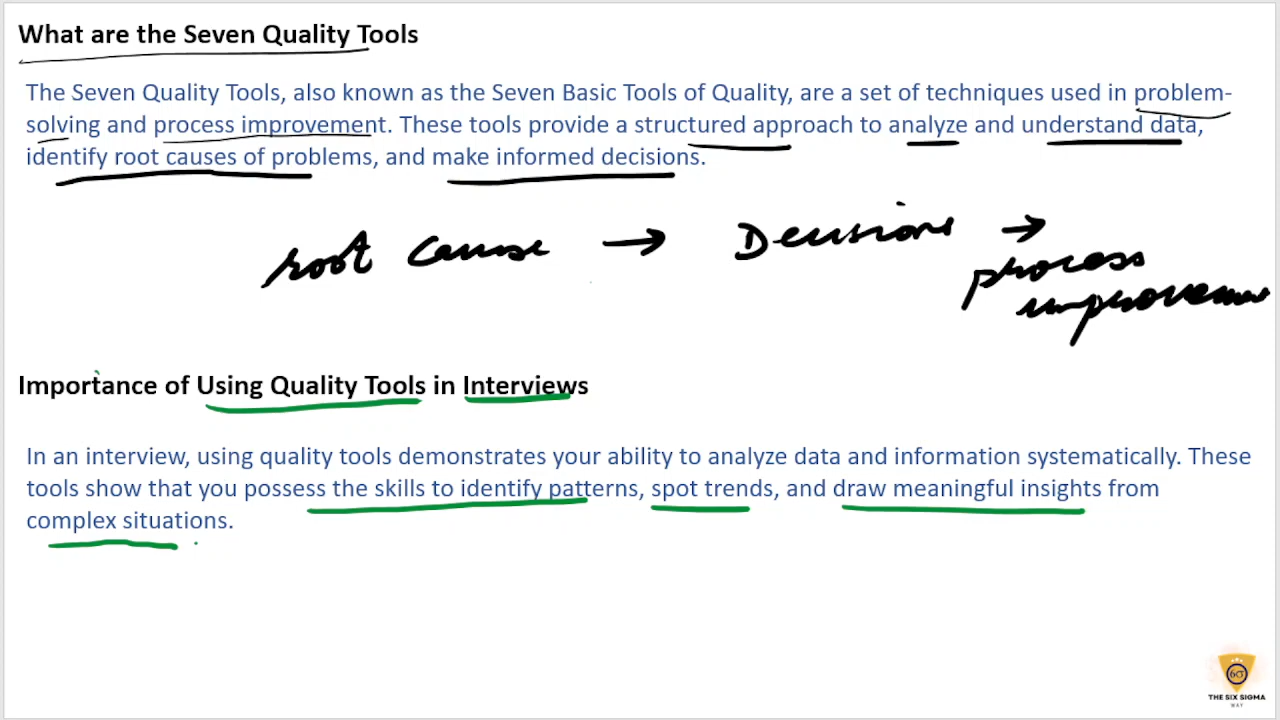 What are the Seven Quality Tools
The Seven Quality Tools, also known as the Seven Basic Tools of Quality, are a set of techniques used in problem-
solving and process improvement. These tools provide a structured approach to analyze and understand data,
identify root causes of problems, and make informed decisions.
root cause → Decisions →
process
improvement
Importance of Using Quality Tools in Interviews
In an interview, using quality tools demonstrates your ability to analyze data and information systematically. These
tools show that you possess the skills to identify patterns, spot trends, and draw meaningful insights from
complex situations.
6σ
THE SIX SIGMA
WAY